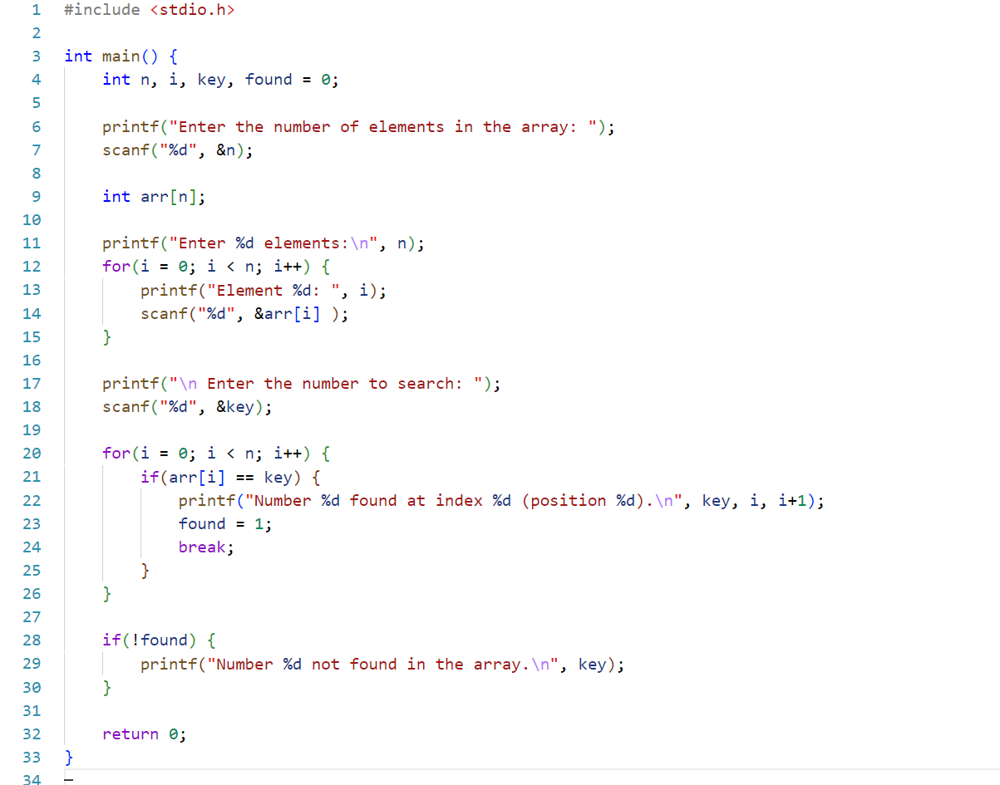 1 #include <stdio.h>
2
3 int main() {
4     int n, i, key, found = 0;
5
6     printf("Enter the number of elements in the array: ");
7     scanf("%d", &n);
8
9     int arr[n];
10
11     printf("Enter %d elements:\n", n);
12     for(i = 0; i < n; i++) {
13         printf("Element %d: ", i);
14         scanf("%d", &arr[i] );
15     }
16
17     printf("\n Enter the number to search: ");
18     scanf("%d", &key);
19
20     for(i = 0; i < n; i++) {
21         if(arr[i] == key) {
22             printf("Number %d found at index %d (position %d).\n", key, i, i+1);
23             found = 1;
24             break;
25         }
26     }
27
28     if(!found) {
29         printf("Number %d not found in the array.\n", key);
30     }
31
32     return 0;
33 }
34